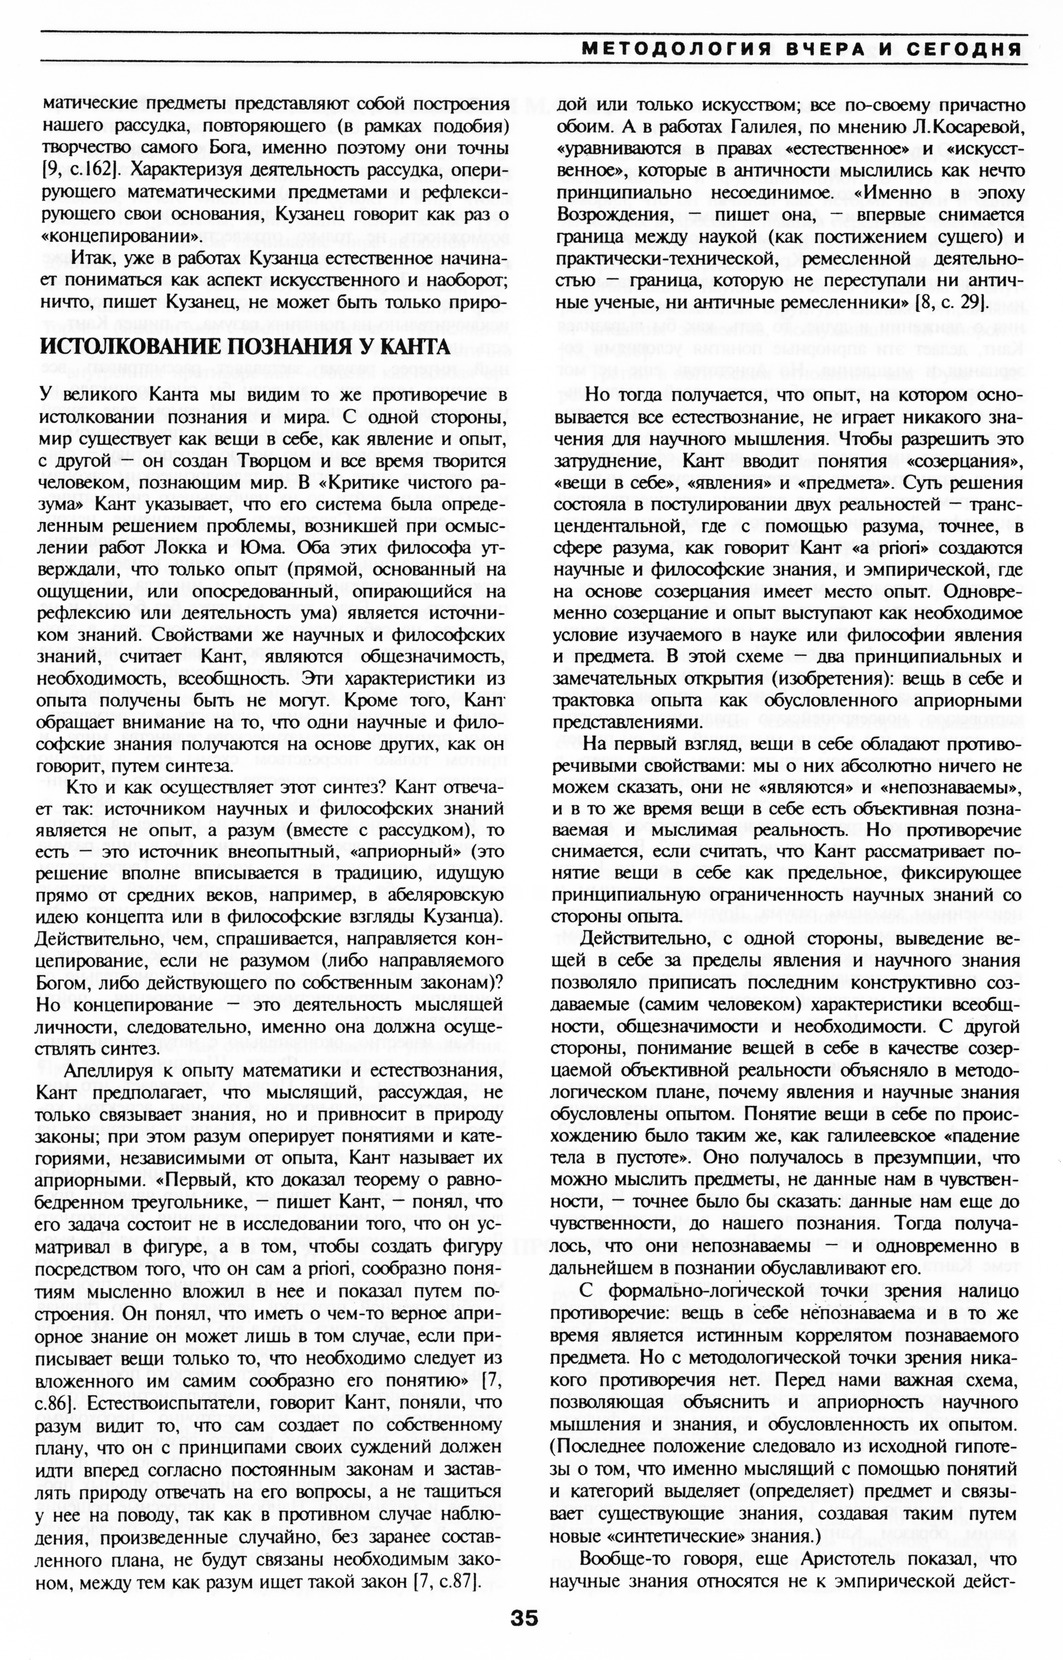 МЕТОДОЛОГИЯ ВЧЕРА И СЕГОДНЯ
матические предметы представляют собой построения
нашего рассудка, повторяющего (в рамках подобия)
творчество самого Бога, именно поэтому они точны
[9, с.162]. Характеризуя деятельность рассудка, опери-
рующего математическими предметами и рефлекси-
рующего свои основания, Кузанец говорит как раз о
«концепировании».
Итак, уже в работах Кузанца естественное начина-
ет пониматься как аспект искусственного и наоборот;
ничто, пишет Кузанец, не может быть только приро-
дой или только искусством; все по-своему причастно
обоим. А в работах Галилея, по мнению Л.Косаревой,
«уравниваются в правах «естественное» и «искусст-
венное», которые в античности мыслились как нечто
принципиально несоединимое. «Именно в эпоху
Возрождения, — пишет она, — впервые снимается
граница между наукой (как постижением сущего) и
практически-технической, ремесленной деятельно-
стью — граница, которую не переступали ни антич-
ные ученые, ни античные ремесленники» [8, с. 29].
ИСТОЛКОВАНИЕ ПОЗНАНИЯ У КАНТА
У великого Канта мы видим то же противоречие в
истолковании познания и мира. С одной стороны,
мир существует как вещи в себе, как явление и опыт,
с другой — он создан Творцом и все время творится
человеком, познающим мир. В «Критике чистого ра-
зума» Кант указывает, что его система была опреде-
ленным решением проблемы, возникшей при осмыс-
лении работ Локка и Юма. Оба этих философа ут-
верждали, что только опыт (прямой, основанный на
ощущении, или опосредованный, опирающийся на
рефлексию или деятельность ума) является источни-
ком знаний. Свойствами же научных и философских
знаний, считает Кант, являются общезначимость,
необходимость, всеобщность. Эти характеристики из
опыта получены быть не могут. Кроме того, Кант
обращает внимание на то, что одни научные и фило-
софские знания получаются на основе других, как он
говорит, путем синтеза.
Кто и как осуществляет этот синтез? Кант отвеча-
ет так: источником научных и философских знаний
является не опыт, а разум (вместе с рассудком), то
есть — это источник внеопытный, «априорный» (это
решение вполне вписывается в традицию, идущую
прямо от средних веков, например, в абеляровскую
идею концепта или в философские взгляды Кузанца).
Действительно, чем, спрашивается, направляется кон-
цепирование, если не разумом (либо направляемого
Богом, либо действующего по собственным законам)?
Но концепирование — это деятельность мыслящей
личности, следовательно, именно она должна осуще-
ствлять синтез.
Апеллируя к опыту математики и естествознания,
Кант предполагает, что мыслящий, рассуждая, не
только связывает знания, но и привносит в природу
законы; при этом разум оперирует понятиями и кате-
гориями, независимыми от опыта, Кант называет их
априорными. «Первый, кто доказал теорему о равно-
бедренном треугольнике, — пишет Кант, — понял, что
его задача состоит не в исследовании того, что он ус-
матривал в фигуре, а в том, чтобы создать фигуру
посредством того, что он сам a priori, сообразно поня-
тиям мысленно вложил в нее и показал путем по-
строения. Он понял, что иметь о чем-то верное апри-
орное знание он может лишь в том случае, если при-
писывает вещи только то, что необходимо следует из
вложенного им самим сообразно его понятию» [7,
с.86]. Естествоиспытатели, говорит Кант, поняли, что
разум видит то, что сам создает по собственному
плану, что он с принципами своих суждений должен
идти вперед согласно постоянным законам и застав-
лять природу отвечать на его вопросы, а не тащиться
у нее на поводу, так как в противном случае наблю-
дения, произведенные случайно, без заранее состав-
ленного плана, не будут связаны необходимым зако-
ном, между тем как разум ищет такой закон [7, с.87].
Но тогда получается, что опыт, на котором осно-
вывается все естествознание, не играет никакого зна-
чения для научного мышления. Чтобы разрешить это
затруднение, Кант вводит понятия «созерцания»,
«вещи в себе», «явления» и «предмета». Суть решения
состояла в постулировании двух реальностей — транс-
цендентальной, где с помощью разума, точнее, в
сфере разума, как говорит Кант «a priori» создаются
научные и философские знания, и эмпирической, где
на основе созерцания имеет место опыт. Одновре-
менно созерцание и опыт выступают как необходимое
условие изучаемого в науке или философии явления
и предмета. В этой схеме — два принципиальных и
замечательных открытия (изобретения): вещь в себе и
трактовка опыта как обусловленного априорными
представлениями.
На первый взгляд, вещи в себе обладают противо-
речивыми свойствами: мы о них абсолютно ничего не
можем сказать, они не «являются» и «непознаваемы»,
и в то же время вещи в себе есть объективная позна-
ваемая и мыслимая реальность. Но противоречие
снимается, если считать, что Кант рассматривает по-
нятие вещи в себе как предельное, фиксирующее
принципиальную ограниченность научных знаний со
стороны опыта.
Действительно, с одной стороны, выведение ве-
щей в себе за пределы явления и научного знания
позволяло приписать последним конструктивно соз-
даваемые (самим человеком) характеристики всеобщ-
ности, общезначимости и необходимости. С другой
стороны, понимание вещей в себе в качестве созер-
цаемой объективной реальности объясняло в методо-
логическом плане, почему явления и научные знания
обусловлены опытом. Понятие вещи в себе по проис-
хождению было таким же, как галилеевское «падение
тела в пустоте». Оно получалось в презумпции, что
можно мыслить предметы, не данные нам в чувствен-
ности, — точнее было бы сказать: данные нам еще до
чувственности, до нашего познания. Тогда получа-
лось, что они непознаваемы — и одновременно в
дальнейшем в познании обуславливают его.
С формально-логической точки зрения налицо
противоречие: вещь в себе непознаваема и в то же
время является истинным коррелятом познаваемого
предмета. Но с методологической точки зрения ника-
кого противоречия нет. Перед нами важная схема,
позволяющая объяснить и априорность научного
мышления и знания, и обусловленность их опытом.
(Последнее положение следовало из исходной гипоте-
зы о том, что именно мыслящий с помощью понятий
и категорий выделяет (определяет) предмет и связы-
вает существующие знания, создавая таким путем
новые «синтетические» знания.)
Вообще-то говоря, еще Аристотель показал, что
научные знания относятся не к эмпирической дейст-
35